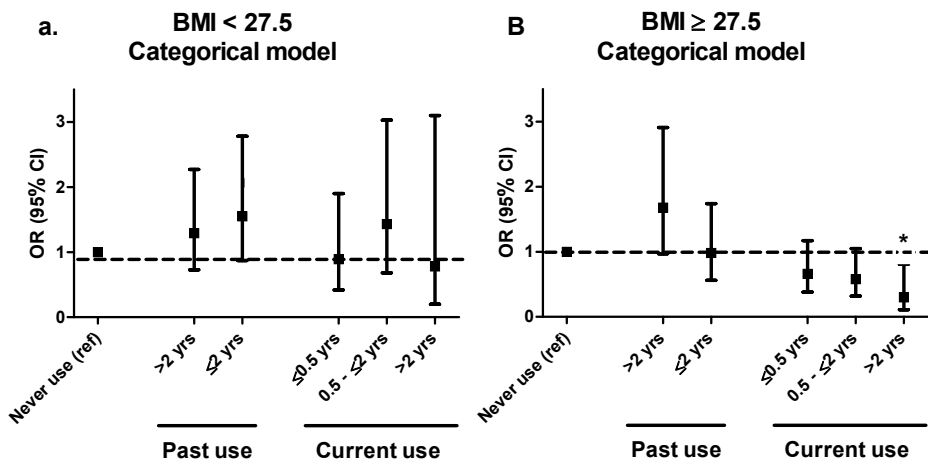 a.
BMI < 27.5
Categorical model
OR (95% CI)
3
2
1
0
Never use (ref)
>2 yrs
≤2 yrs
≤0.5 yrs
0.5 - ≤2 yrs
>2 yrs
Past use
Current use
B
BMI ≥ 27.5
Categorical model
OR (95% CI)
3
2
1
0
*
Never use (ref)
>2 yrs
≤2 yrs
≤0.5 yrs
0.5 - ≤2 yrs
>2 yrs
Past use
Current use